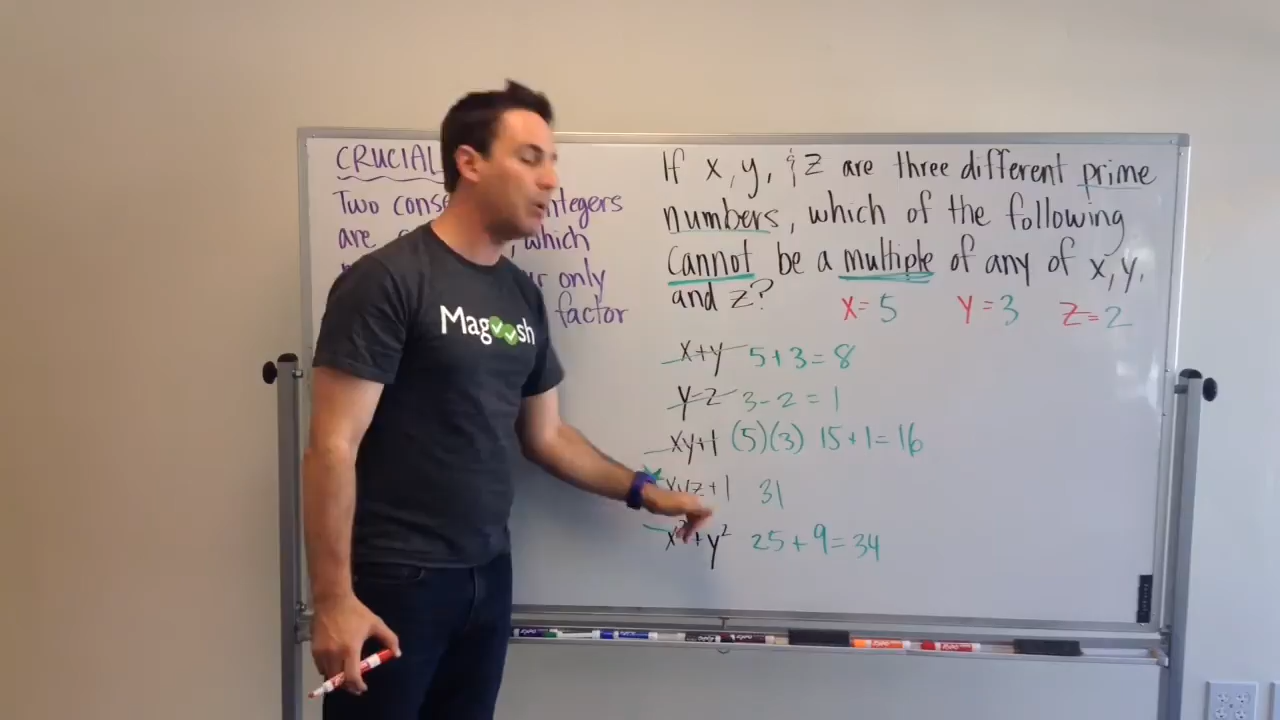 CRUCIAL
Two integers
are which
only
factor
Magoosh
If x, y, & z are three different prime
numbers, which of the following
cannot be a multiple of any of x, y,
and z?
x=5 y=3 z=2
x+y 5+3=8
y-z 3-2=1
xy+1 (5)(3) 15+1=16
xyz+1 31
x²+y² 25+9=34